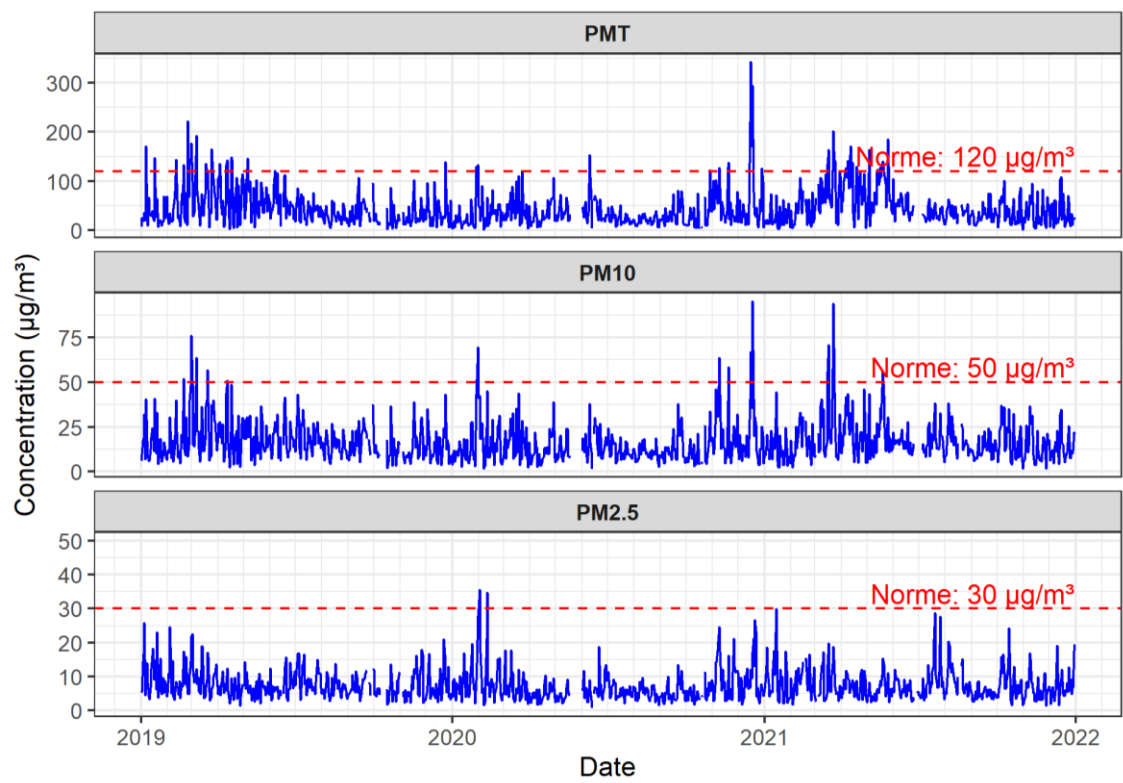 PMT
300
200
Norme: 120 µg/m³
100
0
PM10
75
Norme: 50 µg/m³
50
25
0
PM2.5
50
40
Norme: 30 µg/m³
30
20
10
0
Concentration (µg/m³)
2019 2020 2021 2022
Date